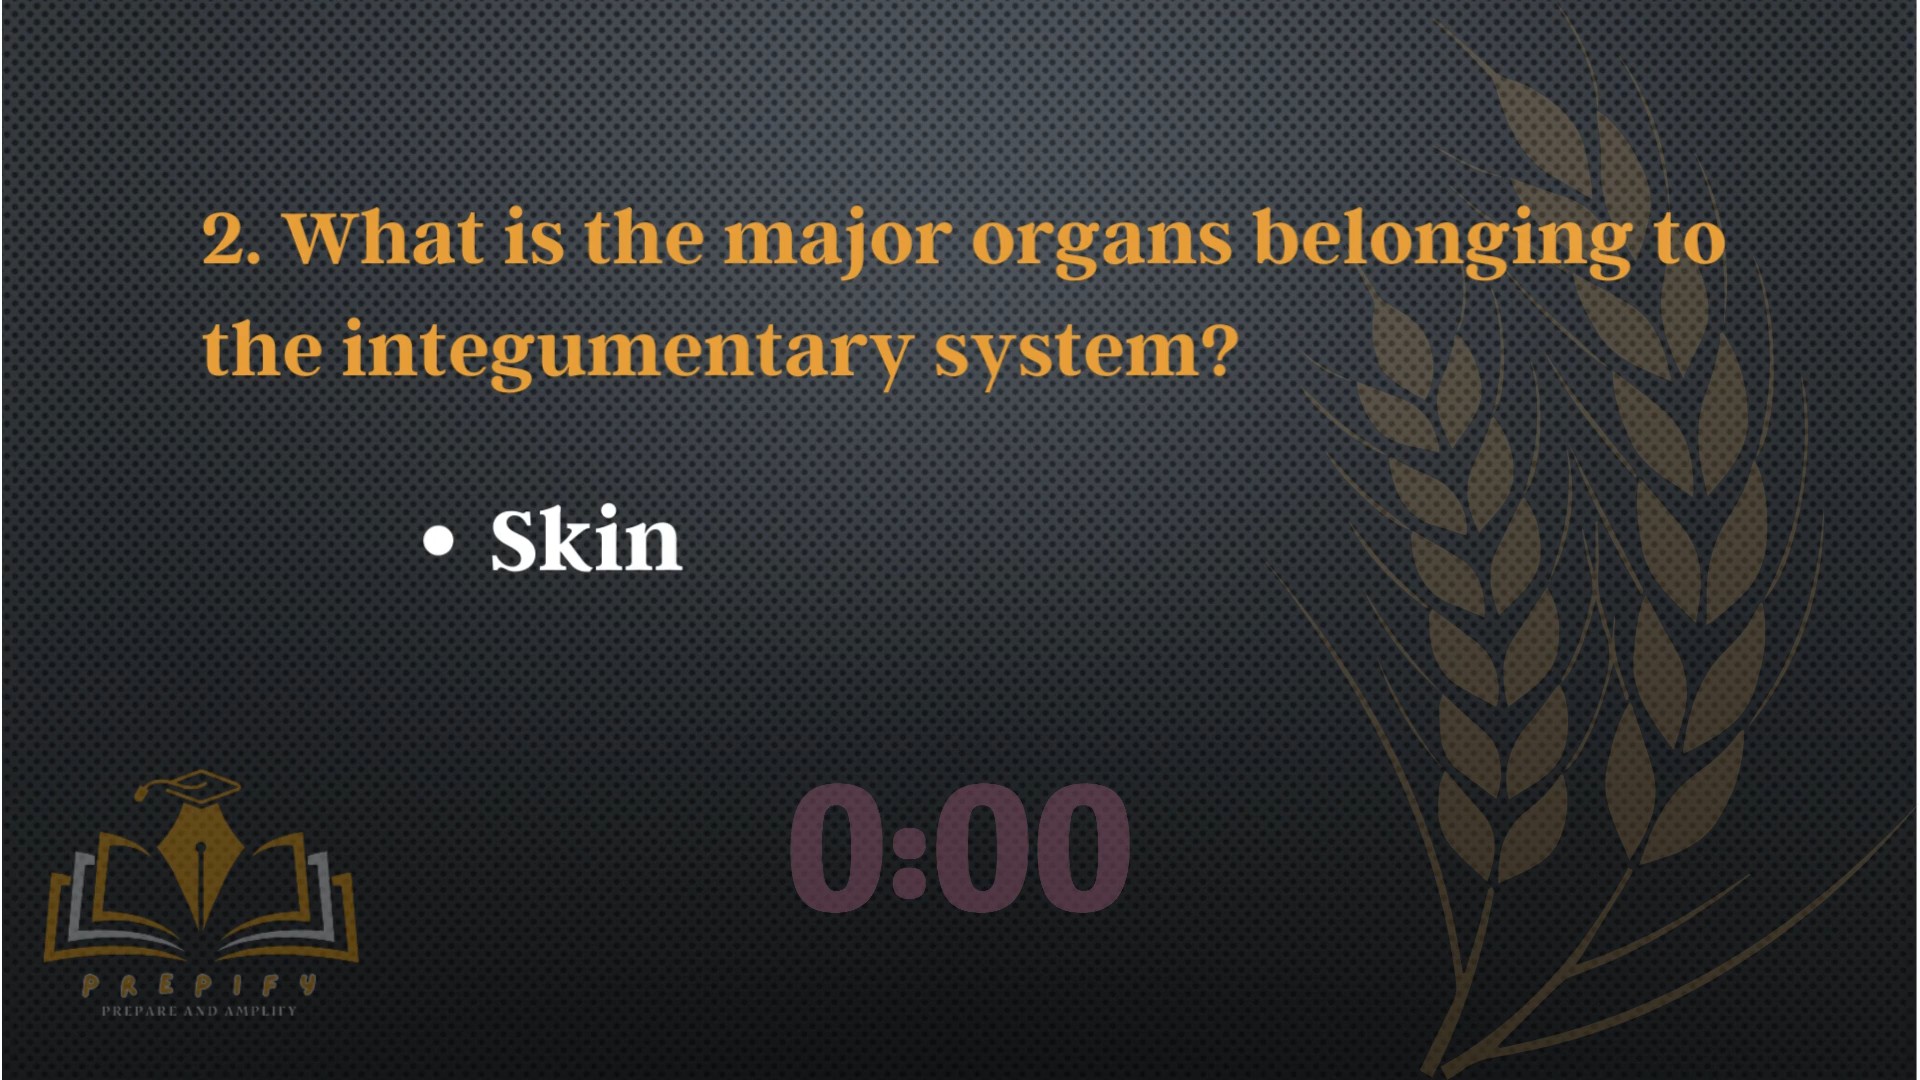 2. What is the major organs belonging to
the integumentary system?
• Skin
0:00
PREPIFY
PREPARE AND AMPLIFY